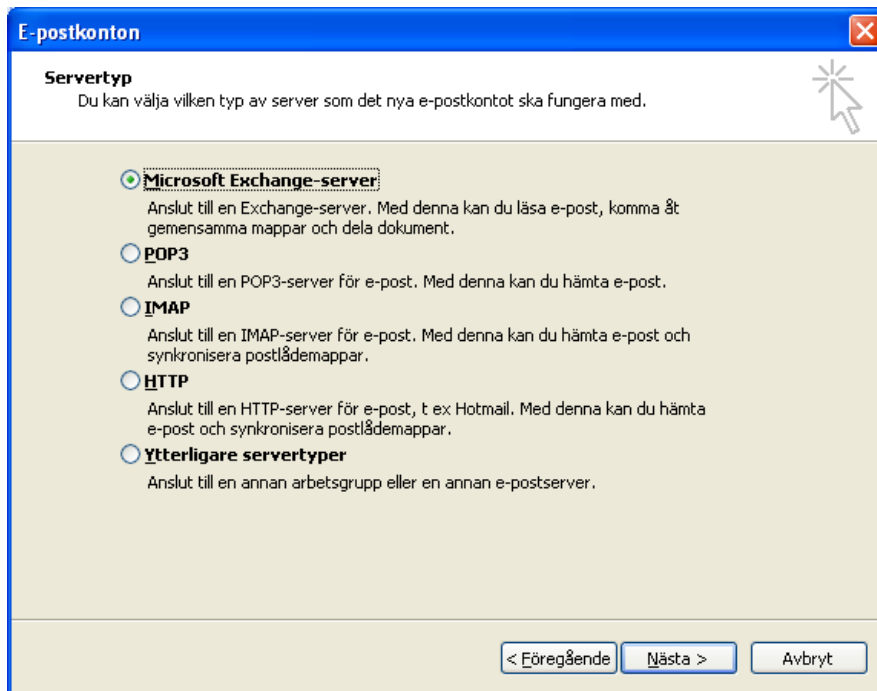 E-postkonton
Servertyp
Du kan välja vilken typ av server som det nya e-postkontot ska fungera med.
Microsoft Exchange-server
Anslut till en Exchange-server. Med denna kan du läsa e-post, komma åt
gemensamma mappar och dela dokument.
POP3
Anslut till en POP3-server för e-post. Med denna kan du hämta e-post.
IMAP
Anslut till en IMAP-server för e-post. Med denna kan du hämta e-post och
synkronisera postlådemappar.
HTTP
Anslut till en HTTP-server för e-post, t ex Hotmail. Med denna kan du hämta
e-post och synkronisera postlådemappar.
Ytterligare servertyper
Anslut till en annan arbetsgrupp eller en annan e-postserver.
< Föregående
Nästa >
Avbryt